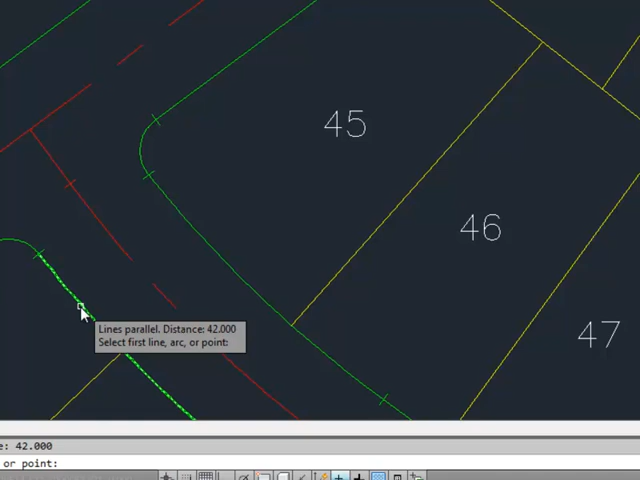 45
46
47
Lines parallel. Distance: 42.000
Select first line, arc, or point:
e: 42.000
or point: